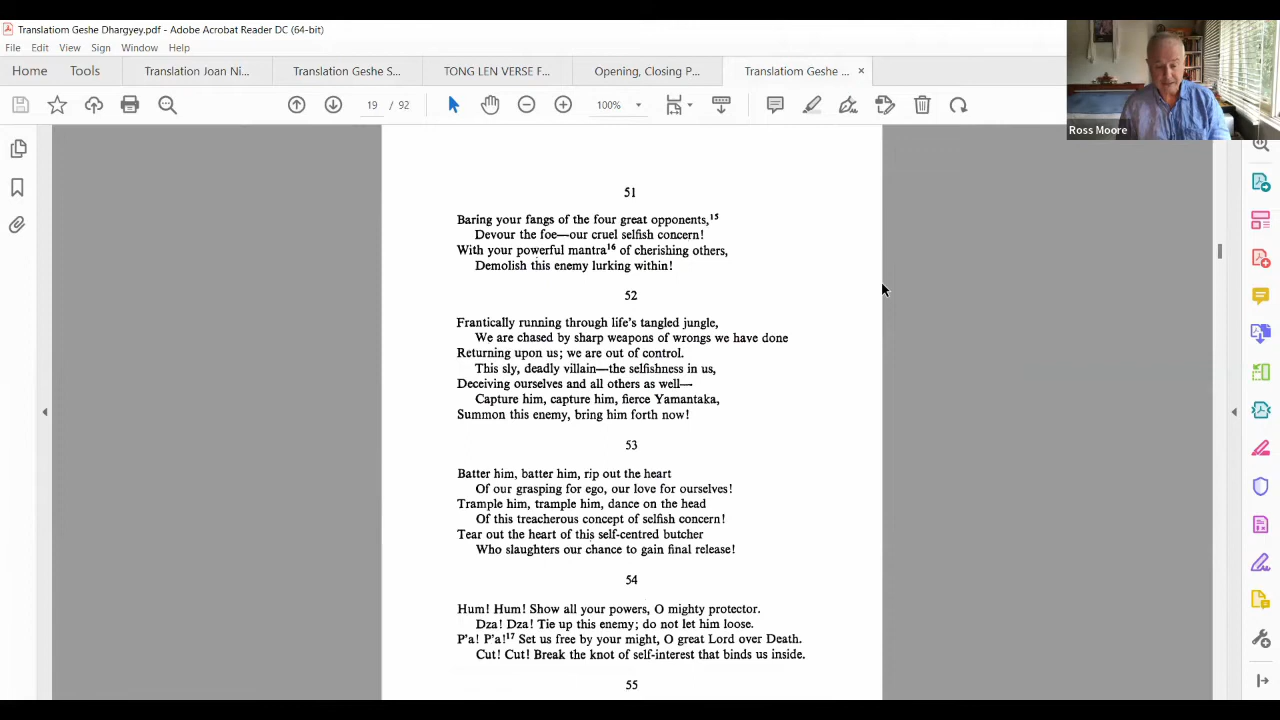 Translatiom Geshe Dhargyey.pdf - Adobe Acrobat Reader DC (64-bit)
File Edit View Sign Window Help
Home Tools Translation Joan Ni... Translation Geshe S... TONG LEN VERSE F... Opening, Closing P... Translatiom Geshe ... ×
19 / 92 100%
Ross Moore
51
Baring your fangs of the four great opponents,¹⁵
Devour the foe—our cruel selfish concern!
With your powerful mantra¹⁶ of cherishing others,
Demolish this enemy lurking within!
52
Frantically running through life's tangled jungle,
We are chased by sharp weapons of wrongs we have done
Returning upon us; we are out of control.
This sly, deadly villain—the selfishness in us,
Deceiving ourselves and all others as well—
Capture him, capture him, fierce Yamantaka,
Summon this enemy, bring him forth now!
53
Batter him, batter him, rip out the heart
Of our grasping for ego, our love for ourselves!
Trample him, trample him, dance on the head
Of this treacherous concept of selfish concern!
Tear out the heart of this self-centred butcher
Who slaughters our chance to gain final release!
54
Hum! Hum! Show all your powers, O mighty protector.
Dza! Dza! Tie up this enemy; do not let him loose.
P'a! P'a!¹⁷ Set us free by your might, O great Lord over Death.
Cut! Cut! Break the knot of self-interest that binds us inside.
55